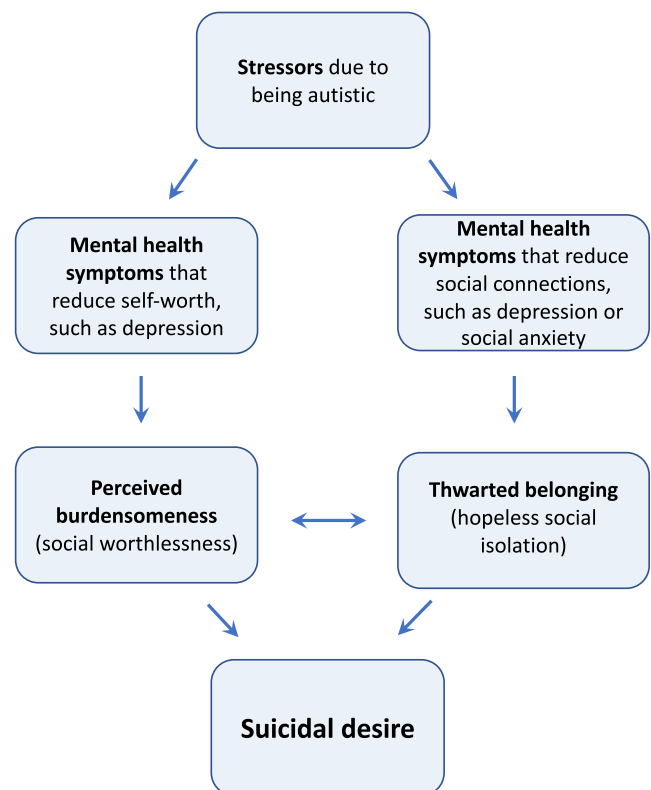 Stressors due to
being autistic
Mental health
symptoms that
reduce self-worth,
such as depression
Mental health
symptoms that reduce
social connections,
such as depression or
social anxiety
Perceived
burdensomeness
(social worthlessness)
Thwarted belonging
(hopeless social
isolation)
Suicidal desire